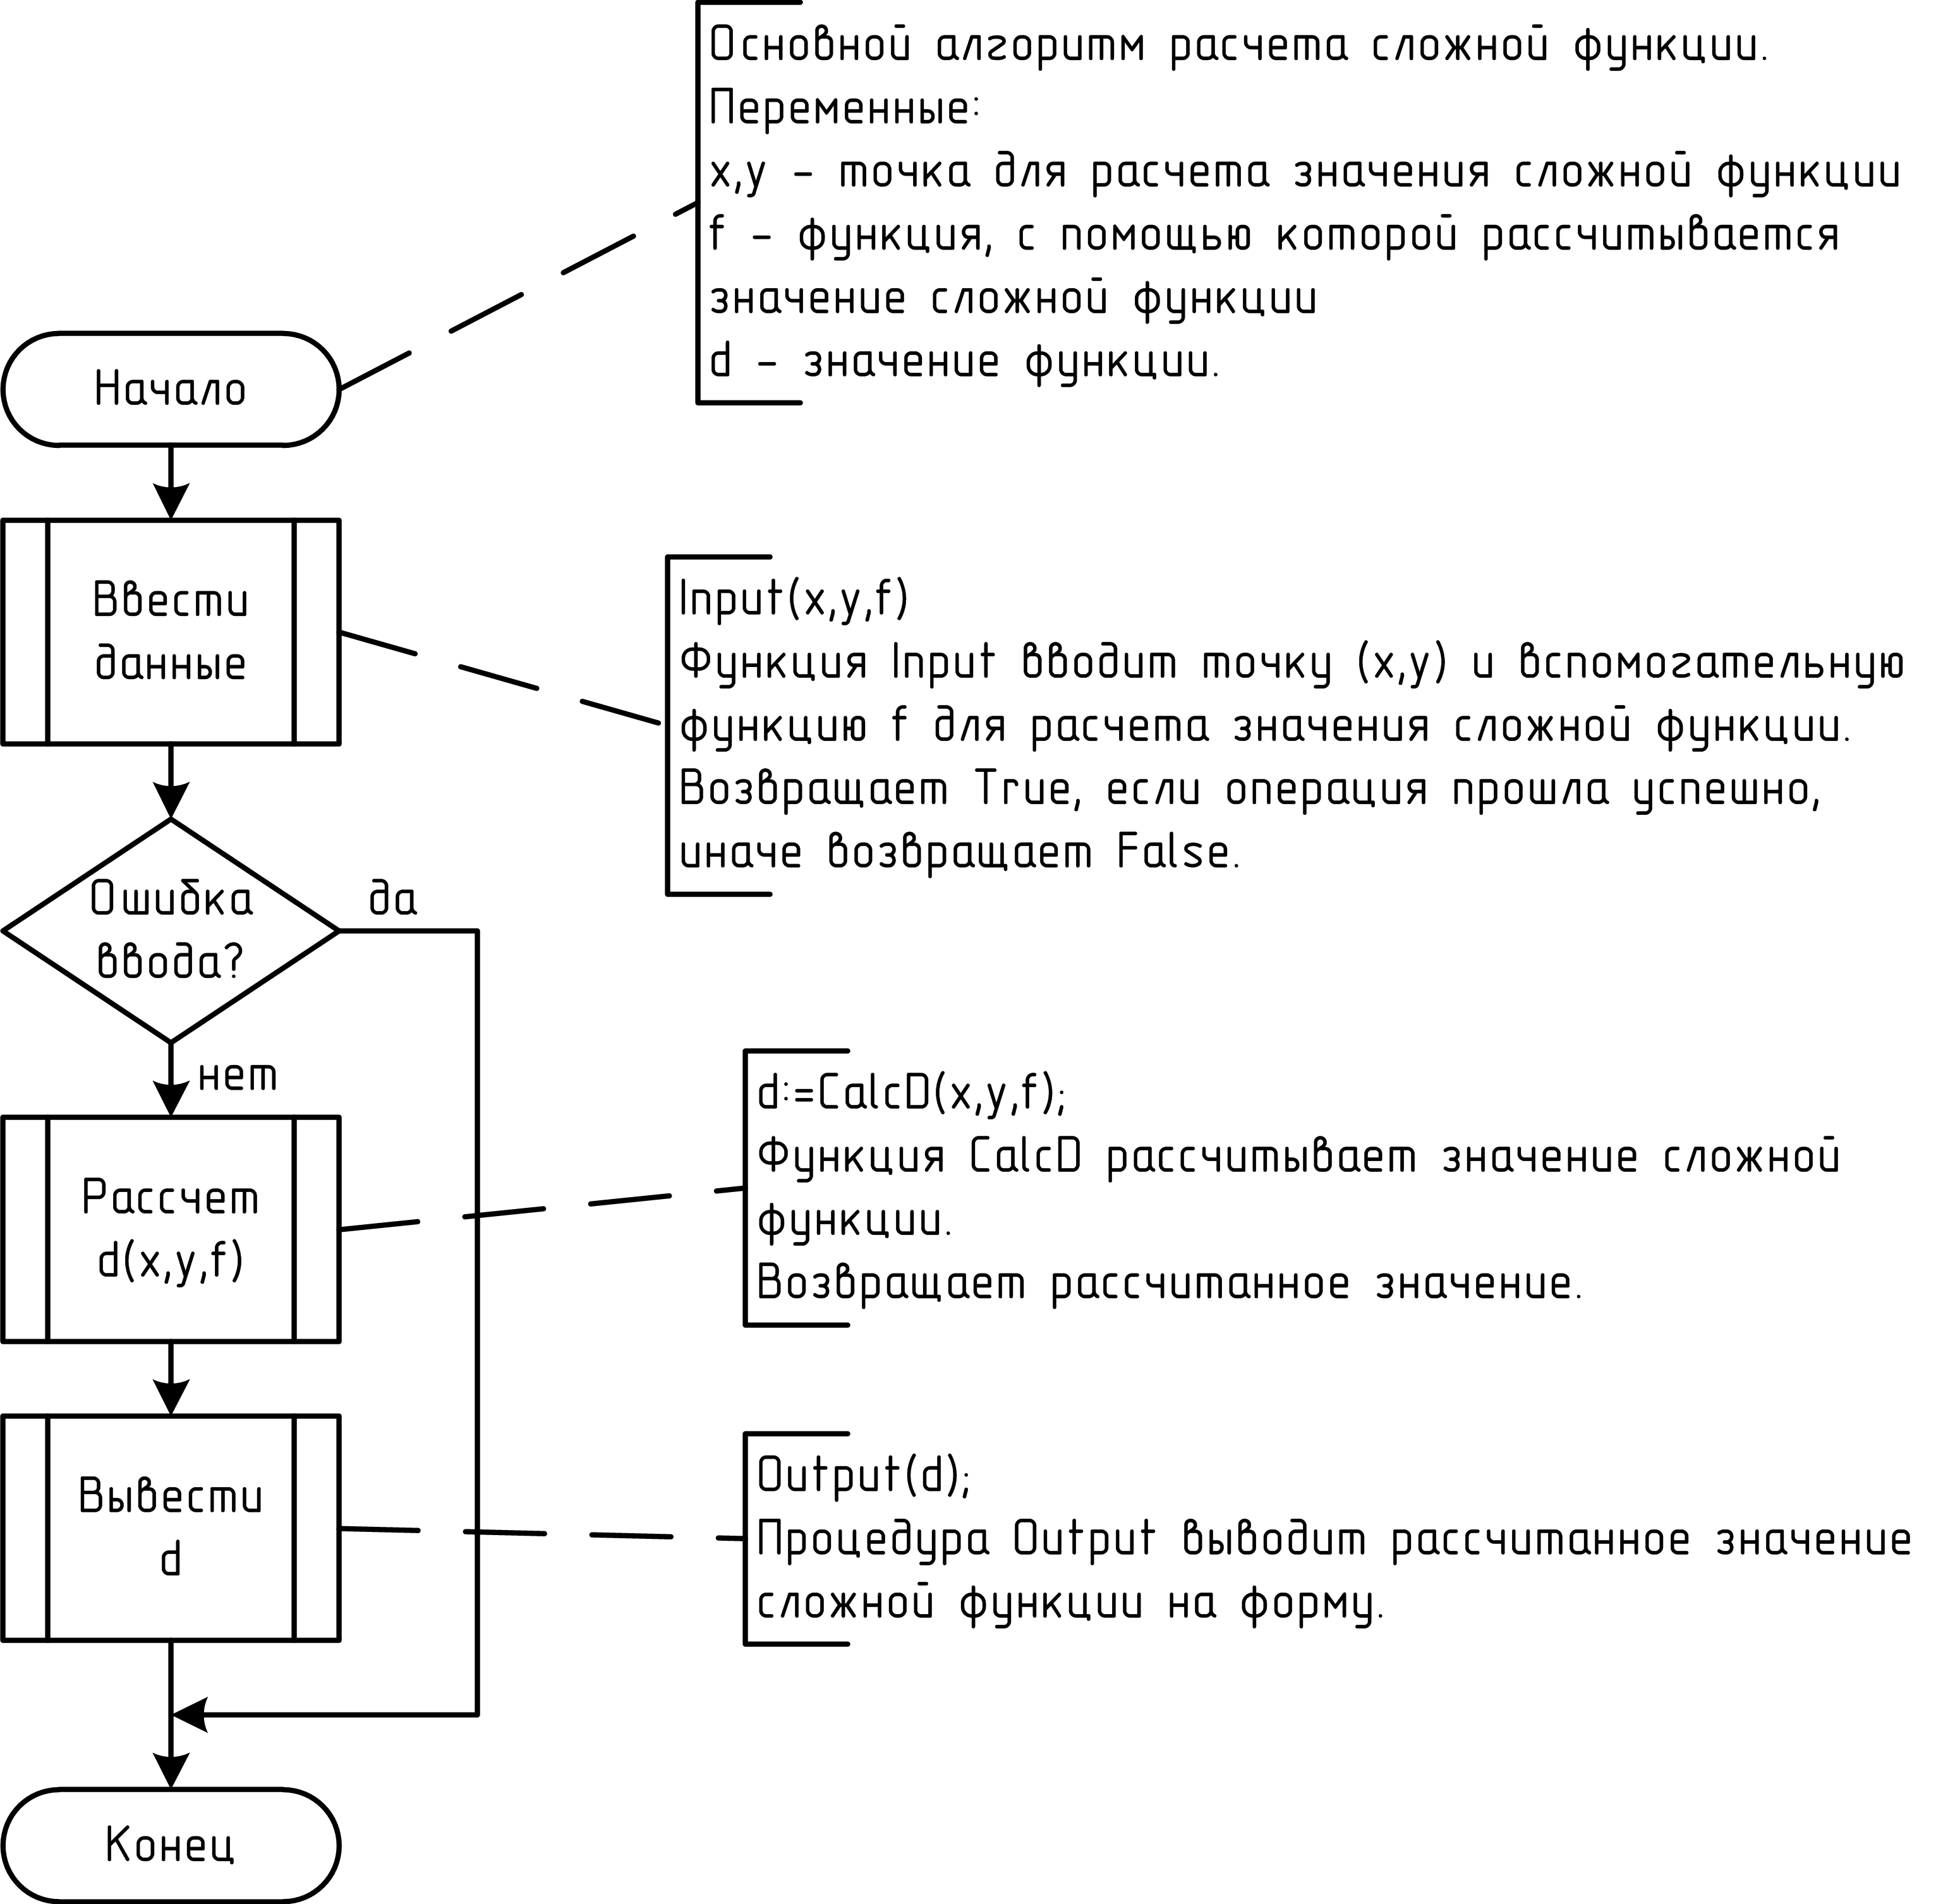 Основной алгоритм расчета сложной функции.
Переменные:
x,y - точка для расчета значения сложной функции
f - функция, с помощью которой рассчитывается
значение сложной функции
d - значение функции.
Начало
Ввести
данные
Input(x,y,f)
Функция Input вводит точку (x,y) и вспомогательную
функцию f для расчета значения сложной функции.
Возвращает True, если операция прошла успешно,
иначе возвращает False.
Ошибка
ввода?
да
нет
Рассчет
d(x,y,f)
d:=CalcD(x,y,f);
Функция CalcD рассчитывает значение сложной
функции.
Возвращает рассчитанное значение.
Вывести
d
Output(d);
Процедура Output выводит рассчитанное значение
сложной функции на форму.
Конец